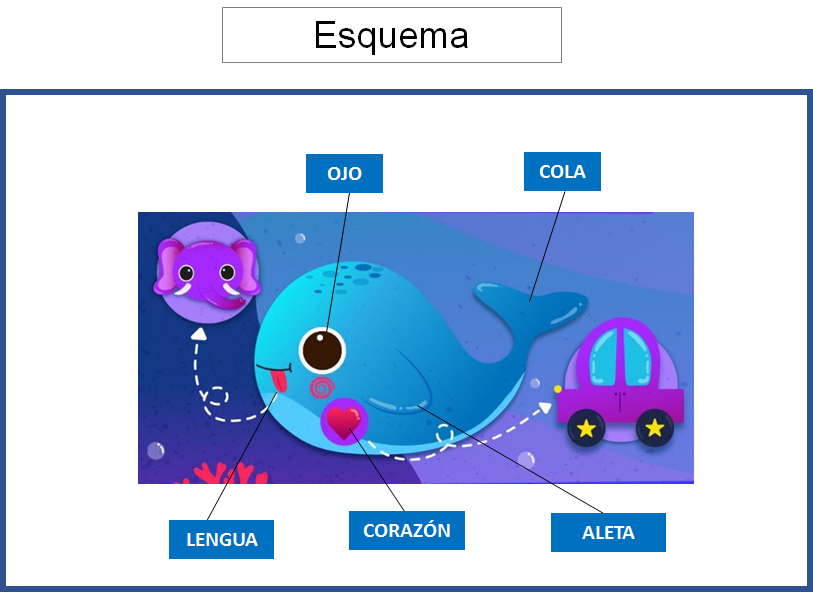 Esquema
OJO
COLA
LENGUA
CORAZÓN
ALETA